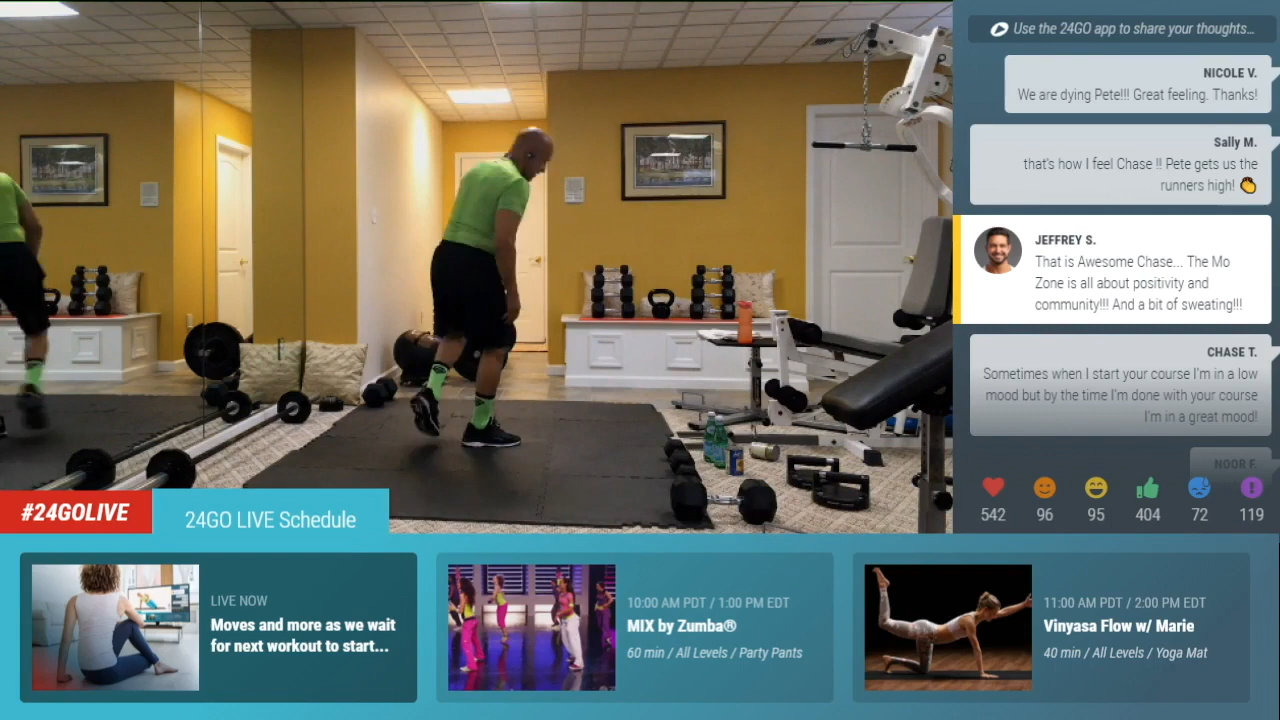 Use the 24GO app to share your thoughts...
NICOLE V.
We are dying Pete!!! Great feeling. Thanks!
Sally M.
that's how I feel Chase !! Pete gets us the
runners high! 👏
JEFFREY S.
That is Awesome Chase... The Mo
Zone is all about positivity and
community!!! And a bit of sweating!!!
CHASE T.
Sometimes when I start your course I'm in a low
mood but by the time I'm done with your course
I'm in a great mood!
NOOR F.
542 96 95 404 72 119
#24GOLIVE
24GO LIVE Schedule
LIVE NOW
Moves and more as we wait
for next workout to start...
10:00 AM PDT / 1:00 PM EDT
MIX by Zumba®
60 min / All Levels / Party Pants
11:00 AM PDT / 2:00 PM EDT
Vinyasa Flow w/ Marie
40 min / All Levels / Yoga Mat